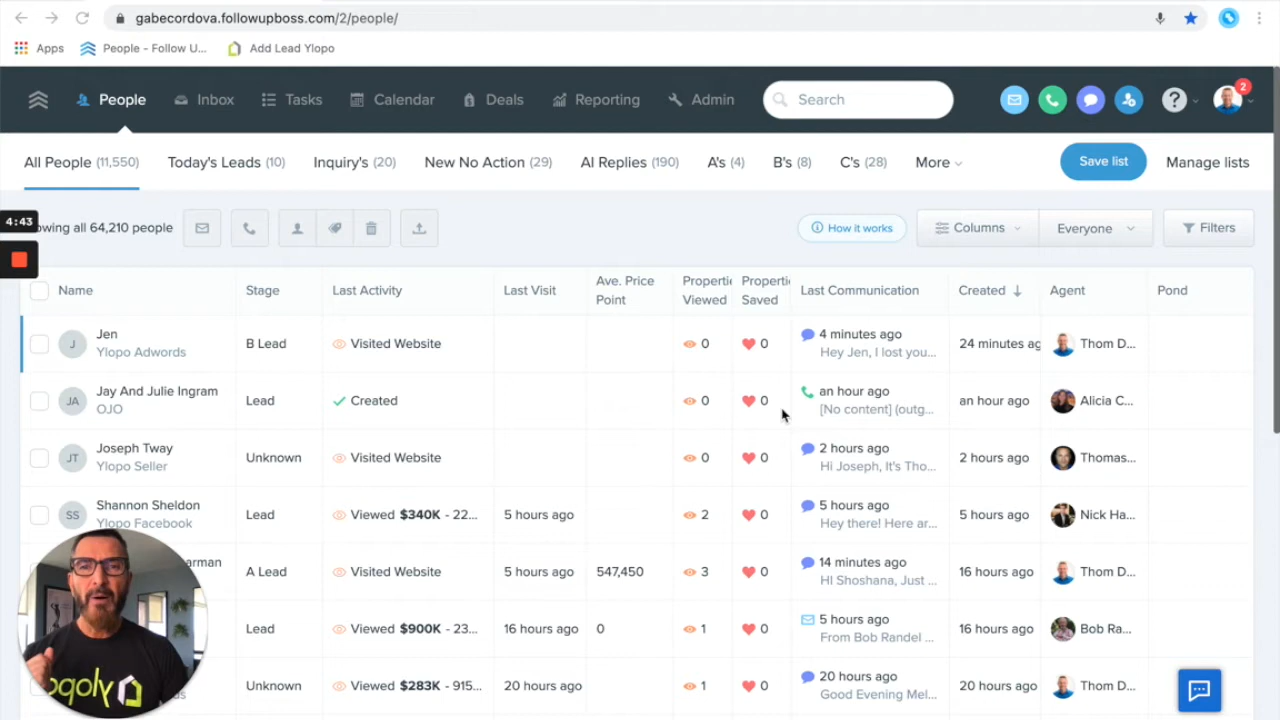 gabecordova.followupboss.com/2/people/
Apps People - Follow U... Add Lead Ylopo
People Inbox Tasks Calendar Deals Reporting Admin Search ? 2
All People (11,550) Today's Leads (10) Inquiry's (20) New No Action (29) AI Replies (190) A's (4) B's (8) C's (28) More Save list Manage lists
4:43
owing all 64,210 people How it works Columns Everyone Filters
Name Stage Last Activity Last Visit Ave. Price Point Properti Viewed Properti Saved Last Communication Created Agent Pond
J Jen B Lead Visited Website 0 0 4 minutes ago 24 minutes ag Thom D...
Ylopo Adwords Hey Jen, I lost you...
JA Jay And Julie Ingram Lead Created 0 0 an hour ago an hour ago Alicia C...
OJO [No content] (outg...
JT Joseph Tway Unknown Visited Website 0 0 2 hours ago 2 hours ago Thomas...
Ylopo Seller Hi Joseph, It's Tho...
SS Shannon Sheldon Lead Viewed $340K - 22... 5 hours ago 2 0 5 hours ago 5 hours ago Nick Ha...
Ylopo Facebook Hey there! Here ar...
arman A Lead Visited Website 5 hours ago 547,450 3 0 14 minutes ago 16 hours ago Thom D...
HI Shoshana, Just ...
Lead Viewed $900K - 23... 16 hours ago 0 1 0 5 hours ago 16 hours ago Bob Ra...
From Bob Randel ...
Unknown Viewed $283K - 915... 20 hours ago 1 0 20 hours ago 20 hours ago Thom D...
Good Evening Mel...